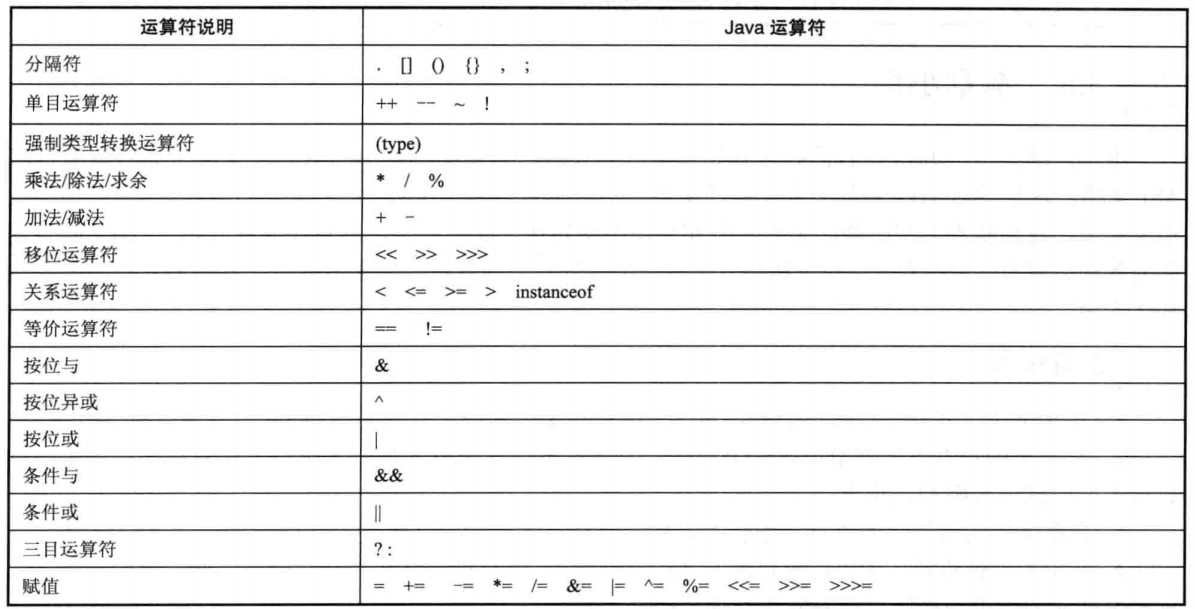 运算符说明 Java 运算符
分隔符 . [] () {} , ;
单目运算符 ++ -- ~ !
强制类型转换运算符 (type)
乘法/除法/求余 * / %
加法/减法 + -
移位运算符 << >> >>>
关系运算符 < <= >= > instanceof
等价运算符 == !=
按位与 &
按位异或 ^
按位或 |
条件与 &&
条件或 ||
三目运算符 ? :
赋值 = += -= *= /= &= |= ^= %= <<= >>= >>>=